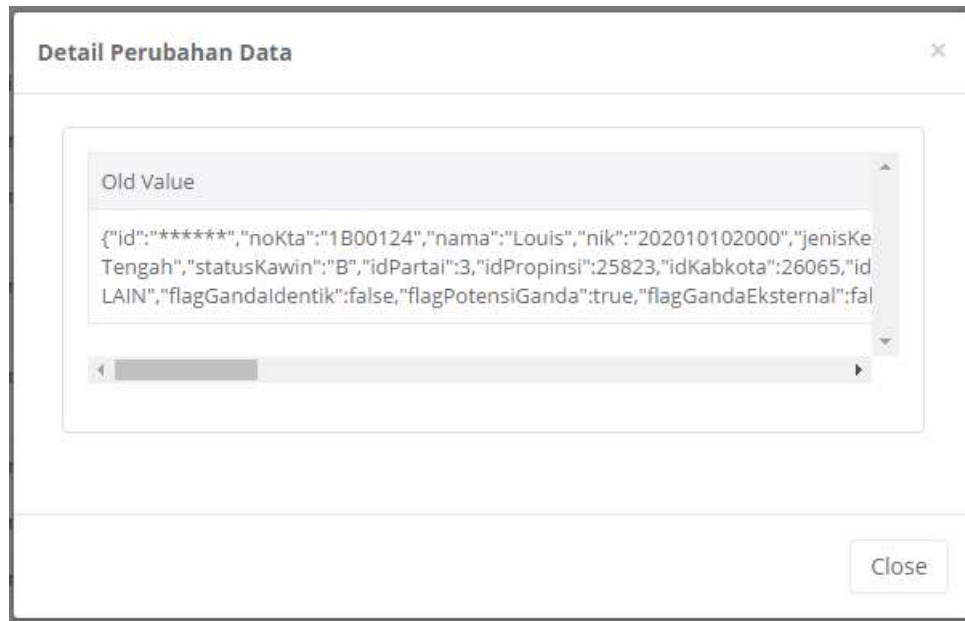 Detail Perubahan Data
×
Old Value
{"id":"******","noKta":"1B00124","nama":"Louis","nik":"202010102000","jenisKe
Tengah","statusKawin":"B","idPartai":3,"idPropinsi":25823,"idKabkota":26065,"id
LAIN","flagGandaIdentik":false,"flagPotensiGanda":true,"flagGandaEksternal":fal
Close